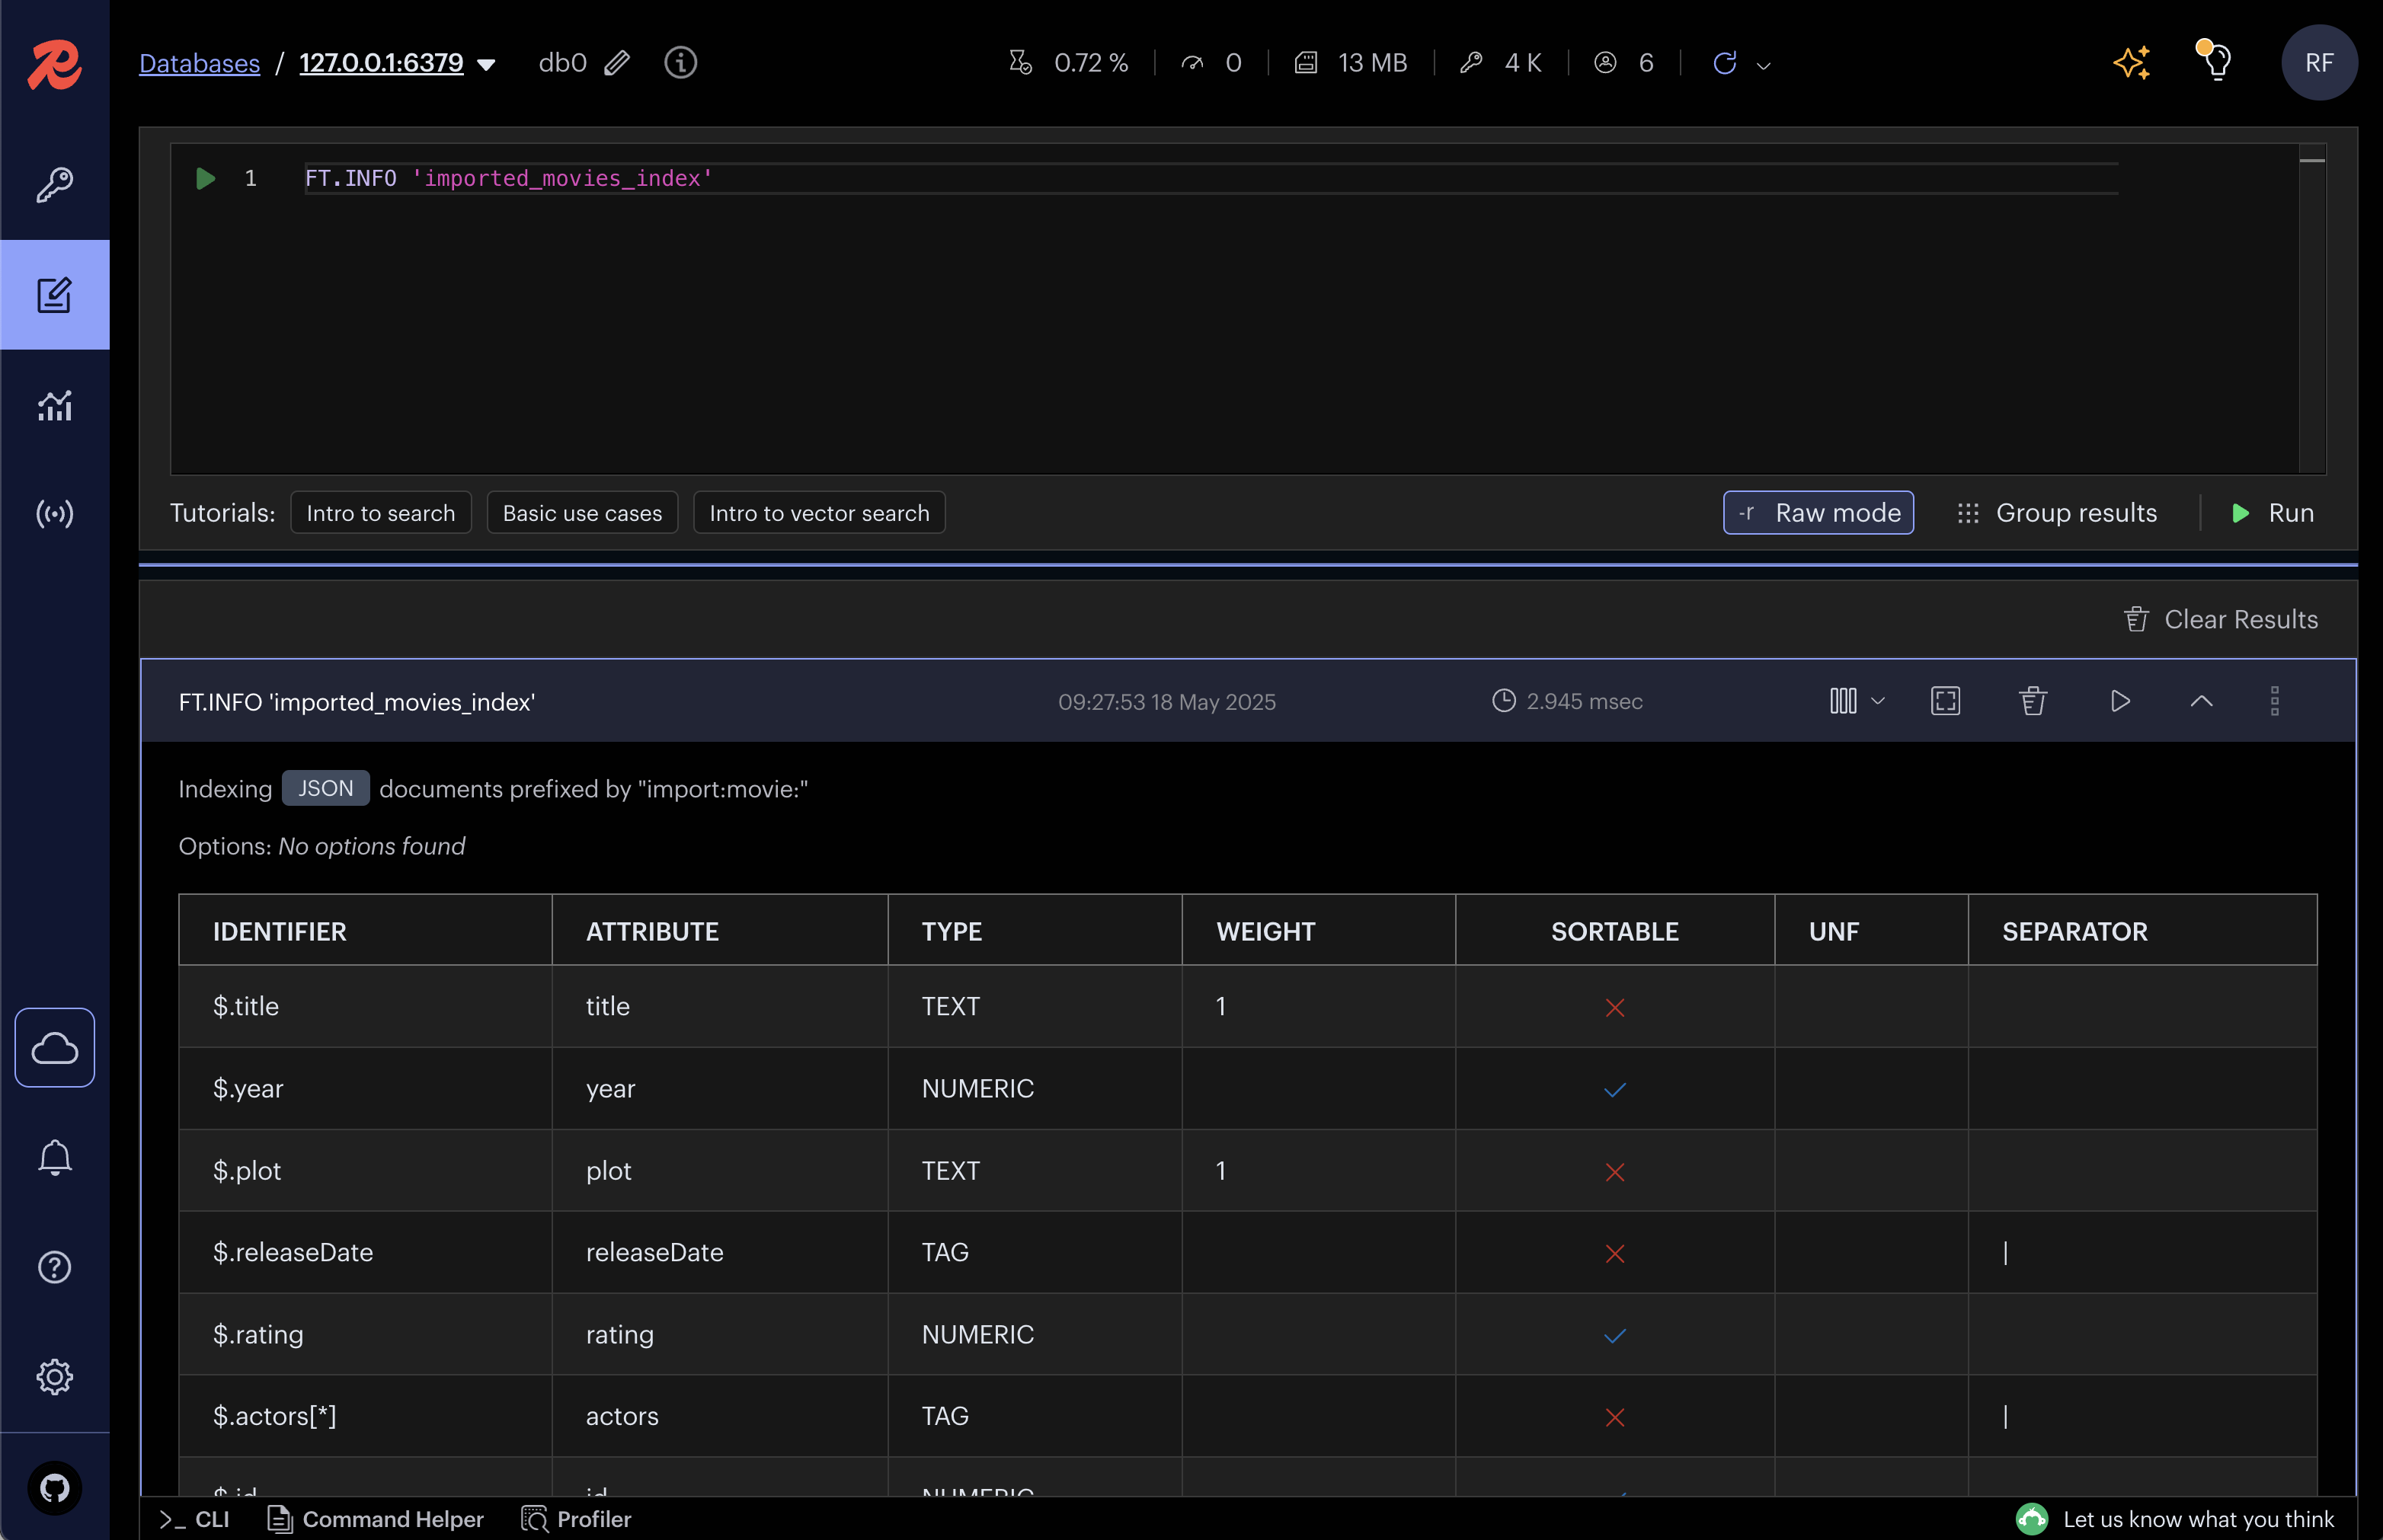 Databases / 127.0.0.1:6379 db0 0.72 % 0 13 MB 4 K 6 RF
1 FT.INFO 'imported_movies_index'
Tutorials: Intro to search Basic use cases Intro to vector search -r Raw mode Group results Run
Clear Results
FT.INFO 'imported_movies_index' 09:27:53 18 May 2025 2.945 msec
Indexing JSON documents prefixed by "import:movie:"
Options: No options found
IDENTIFIER ATTRIBUTE TYPE WEIGHT SORTABLE UNF SEPARATOR
$.title title TEXT 1
$.year year NUMERIC
$.plot plot TEXT 1
$.releaseDate releaseDate TAG |
$.rating rating NUMERIC
$.actors[*] actors TAG |
$.id id NUMERIC
>_ CLI Command Helper Profiler Let us know what you think